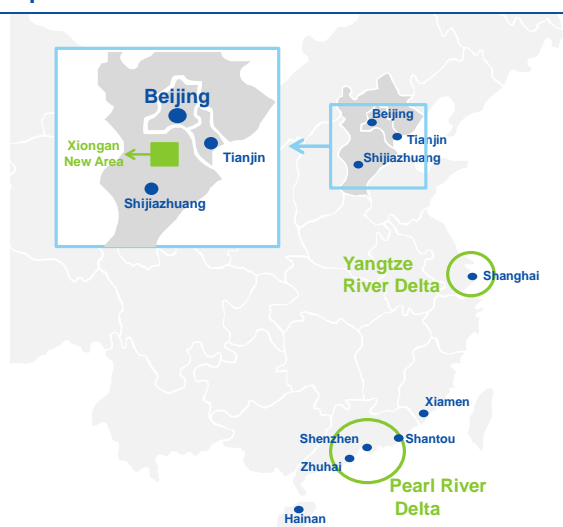 Beijing
Xiongan
New Area
Tianjin
Shijiazhuang
Beijing
Tianjin
Shijiazhuang
Yangtze
River Delta
Shanghai
Xiamen
Shenzhen
Shantou
Zhuhai
Pearl River
Delta
Hainan